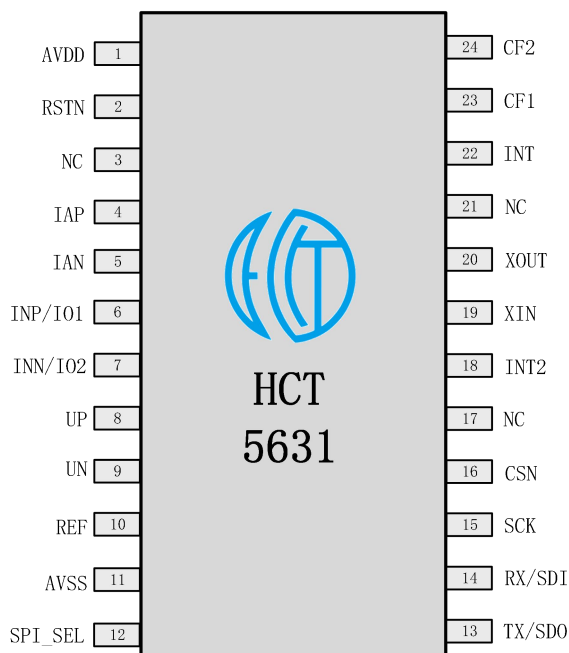 AVDD 1
RSTN 2
NC 3
IAP 4
IAN 5
INP/IO1 6
INN/IO2 7
UP 8
UN 9
REF 10
AVSS 11
SPI_SEL 12
HCT
5631
24 CF2
23 CF1
22 INT
21 NC
20 XOUT
19 XIN
18 INT2
17 NC
16 CSN
15 SCK
14 RX/SDI
13 TX/SDO